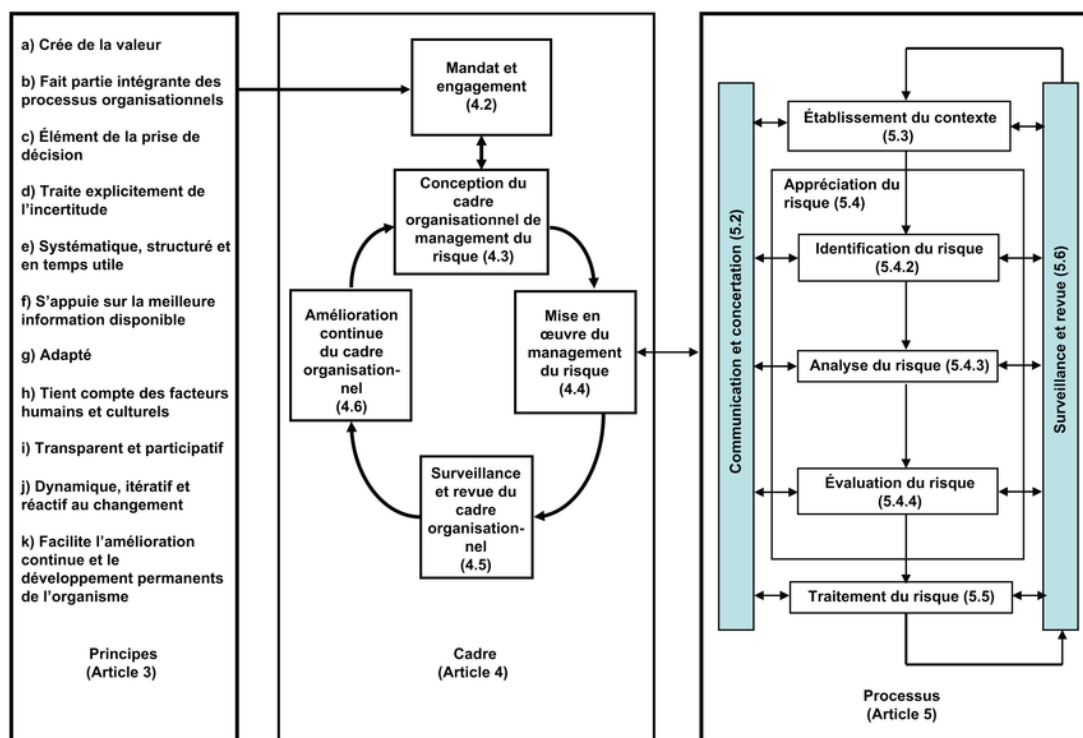 a) Crée de la valeur
b) Fait partie intégrante des
processus organisationnels
c) Élément de la prise de
décision
d) Traite explicitement de
l’incertitude
e) Systématique, structuré et
en temps utile
f) S’appuie sur la meilleure
information disponible
g) Adapté
h) Tient compte des facteurs
humains et culturels
i) Transparent et participatif
j) Dynamique, itératif et
réactif au changement
k) Facilite l’amélioration
continue et le
développement permanents
de l’organisme
Principes
(Article 3)
Mandat et
engagement
(4.2)
Conception du
cadre
organisationnel de
management du
risque (4.3)
Mise en
œuvre du
management
du risque
(4.4)
Surveillance
et revue du
cadre
organisation-
nel
(4.5)
Amélioration
continue
du cadre
organisation-
nel
(4.6)
Cadre
(Article 4)
Communication et concertation (5.2)
Établissement du contexte
(5.3)
Appréciation du
risque (5.4)
Identification du risque
(5.4.2)
Analyse du risque (5.4.3)
Évaluation du risque
(5.4.4)
Traitement du risque (5.5)
Surveillance et revue (5.6)
Processus
(Article 5)